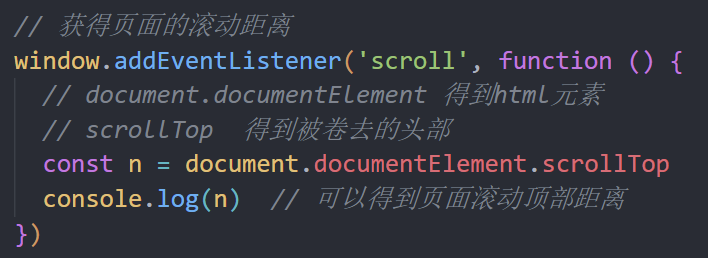 // 获得页面的滚动距离
window.addEventListener('scroll', function () {
  // document.documentElement 得到html元素
  // scrollTop  得到被卷去的头部
  const n = document.documentElement.scrollTop
  console.log(n)  // 可以得到页面滚动顶部距离
})